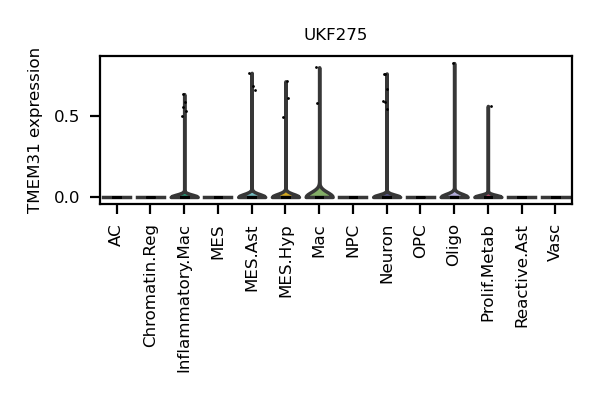 UKF275
TMEM31 expression
0.5
0.0
AC
Chromatin.Reg
Inflammatory.Mac
MES
MES.Ast
MES.Hyp
Mac
NPC
Neuron
OPC
Oligo
Prolif.Metab
Reactive.Ast
Vasc